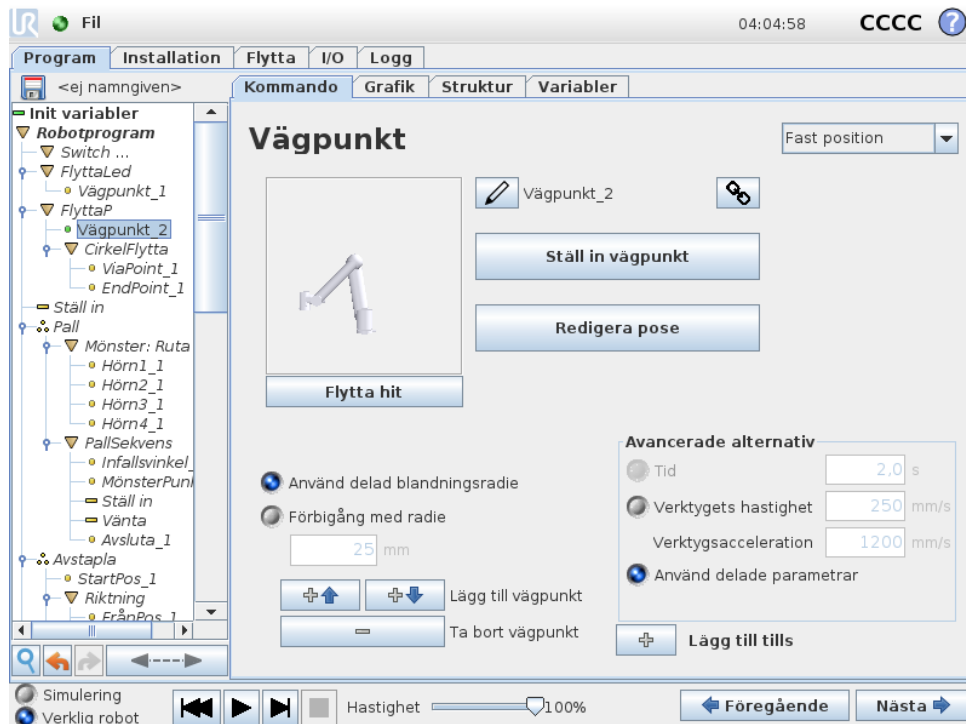 UR Fil 04:04:58 CCCC ?
Program Installation Flytta I/O Logg
<ej namngiven>
Kommando Grafik Struktur Variabler
Init variabler
Robotprogram
Switch ...
FlyttaLed
Vägpunkt_1
FlyttaP
Vägpunkt_2
CirkelFlytta
ViaPoint_1
EndPoint_1
Ställ in
Pall
Mönster: Ruta
Hörn1_1
Hörn2_1
Hörn3_1
Hörn4_1
PallSekvens
Infallsvinkel_
MönsterPunl
Ställ in
Vänta
Avsluta_1
Avstapla
StartPos_1
Riktning
FrånPos_1
Vägpunkt
Fast position
Vägpunkt_2
Ställ in vägpunkt
Redigera pose
Flytta hit
Använd delad blandningsradie
Förbigång med radie
25 mm
Lägg till vägpunkt
Ta bort vägpunkt
Avancerade alternativ
Tid 2,0 s
Verktygets hastighet 250 mm/s
Verktygsacceleration 1200 mm/s
Använd delade parametrar
Lägg till tills
Simulering
Verklig robot
Hastighet 100%
Föregående Nästa